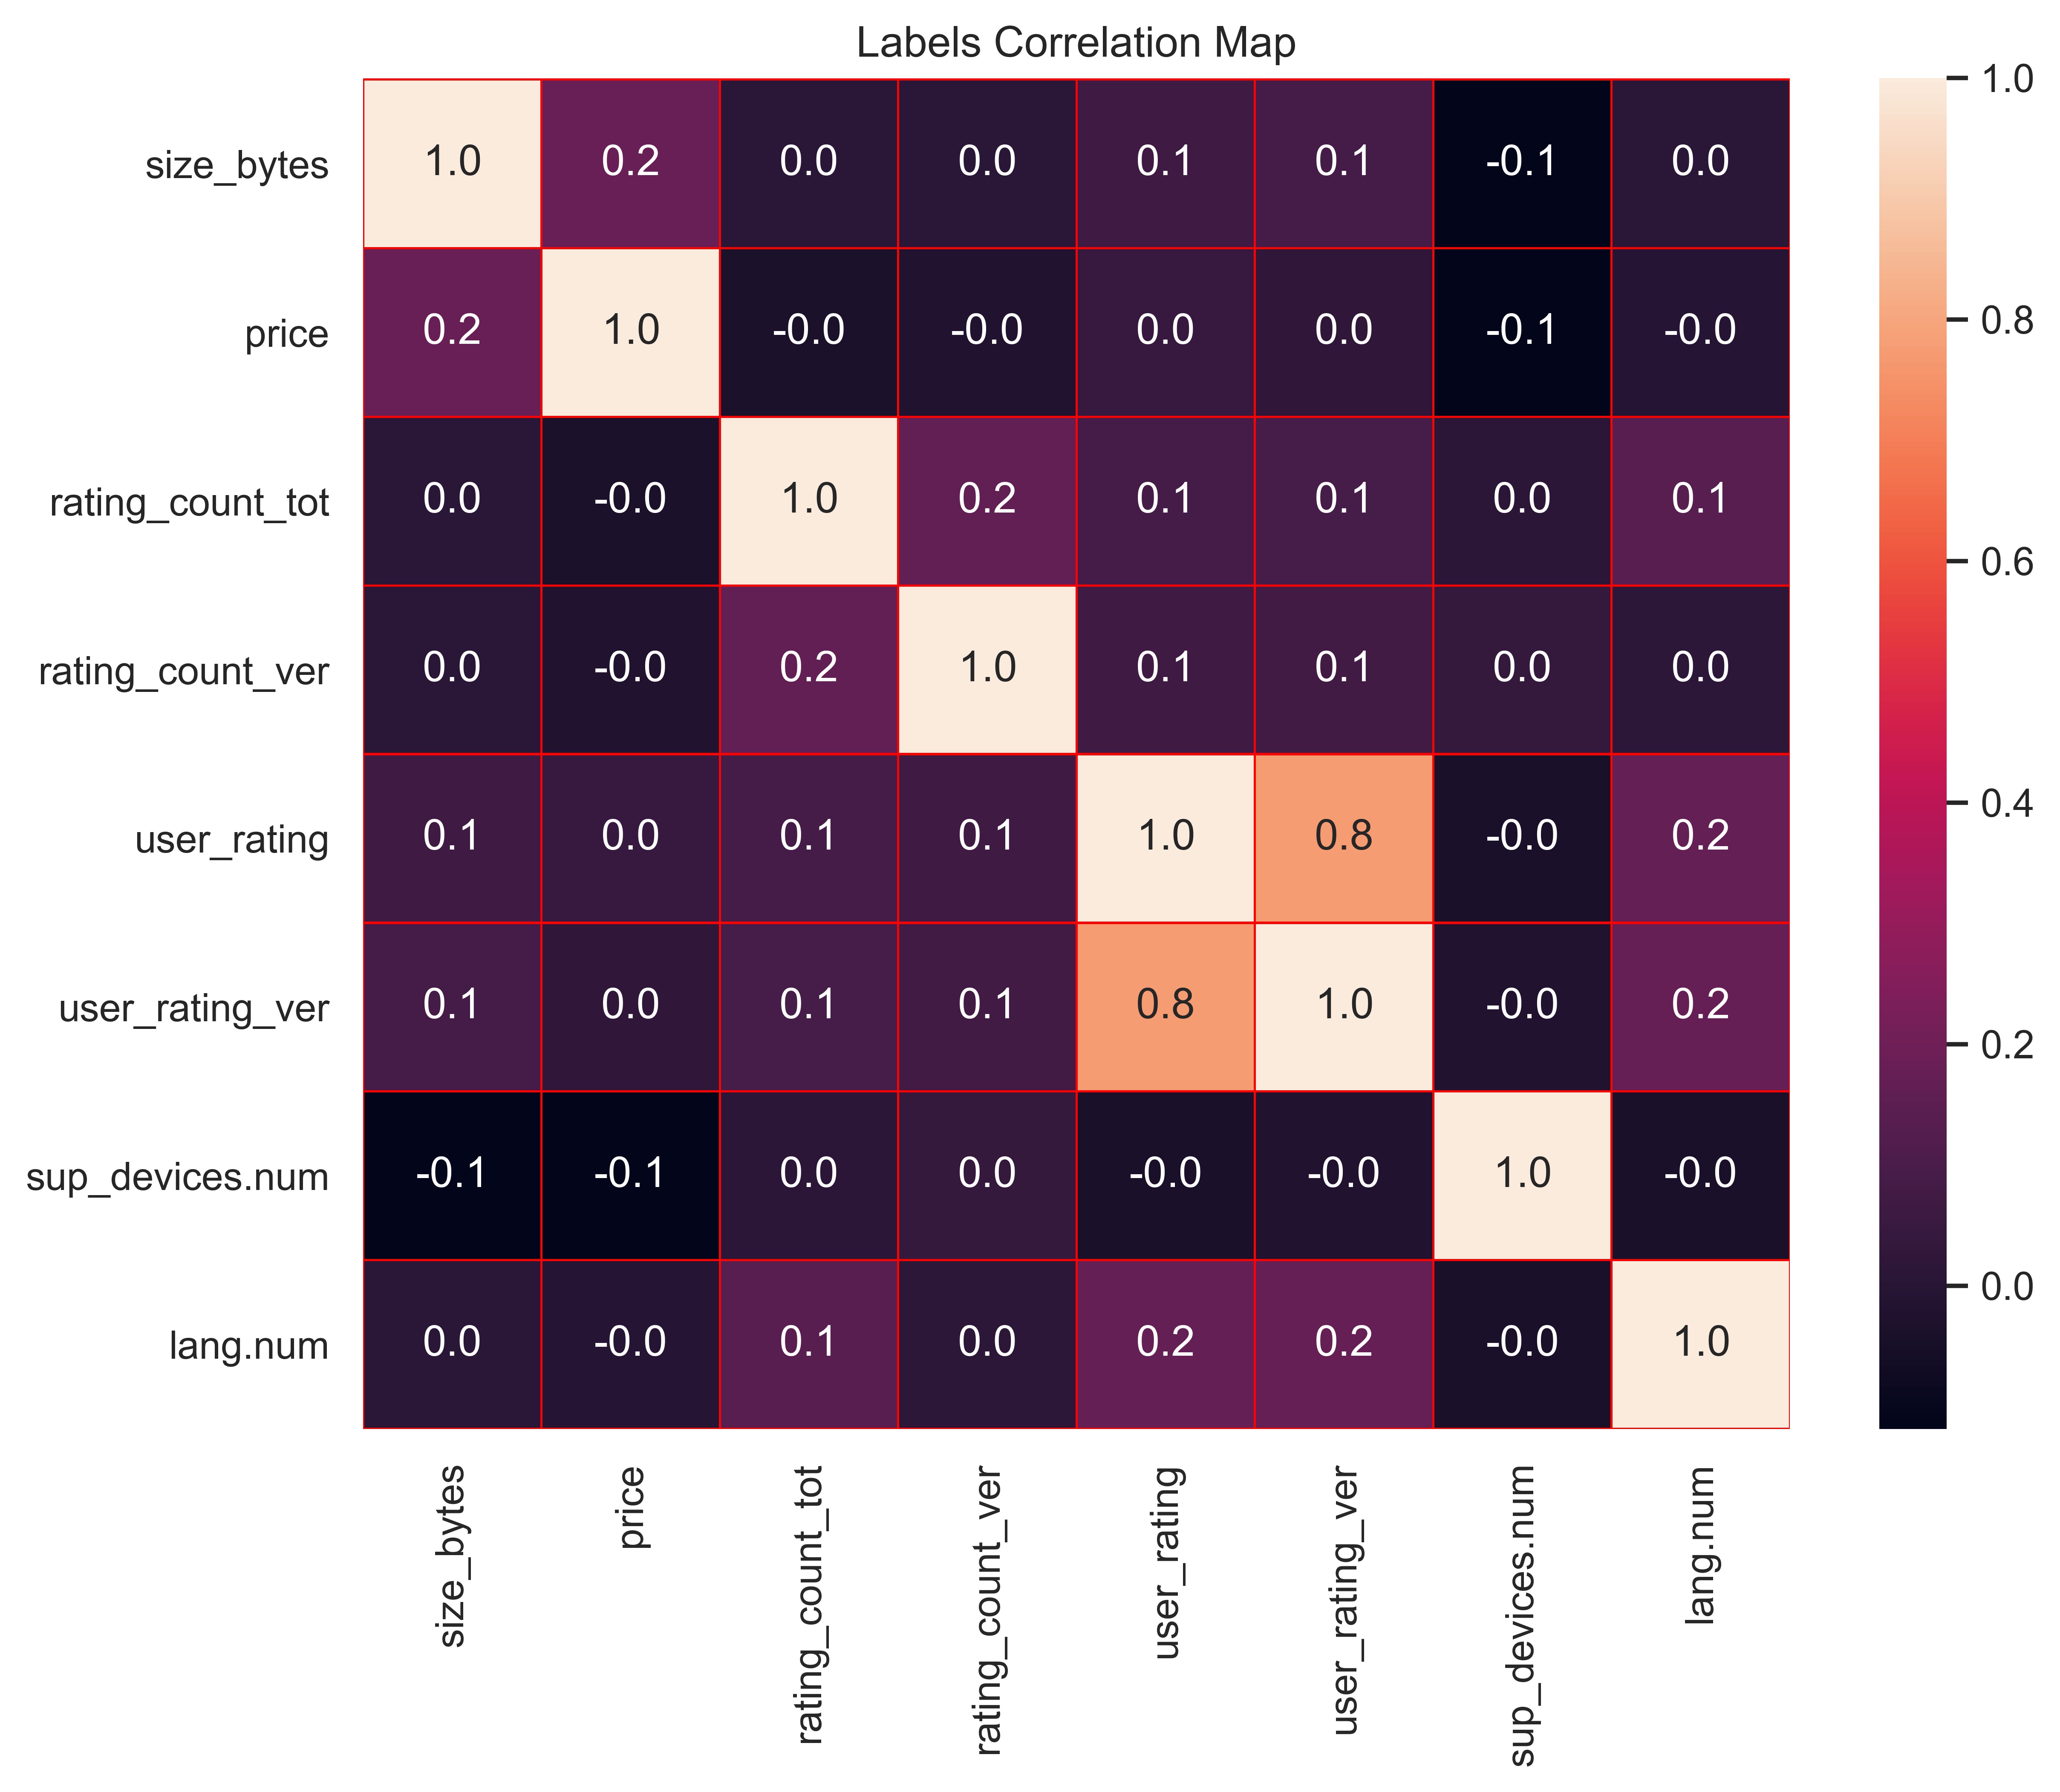 Labels Correlation Map
size_bytes 1.0 0.2 0.0 0.0 0.1 0.1 -0.1 0.0
price 0.2 1.0 -0.0 -0.0 0.0 0.0 -0.1 -0.0
rating_count_tot 0.0 -0.0 1.0 0.2 0.1 0.1 0.0 0.1
rating_count_ver 0.0 -0.0 0.2 1.0 0.1 0.1 0.0 0.0
user_rating 0.1 0.0 0.1 0.1 1.0 0.8 -0.0 0.2
user_rating_ver 0.1 0.0 0.1 0.1 0.8 1.0 -0.0 0.2
sup_devices.num -0.1 -0.1 0.0 0.0 -0.0 -0.0 1.0 -0.0
lang.num 0.0 -0.0 0.1 0.0 0.2 0.2 -0.0 1.0
size_bytes
price
rating_count_tot
rating_count_ver
user_rating
user_rating_ver
sup_devices.num
lang.num
1.0
0.8
0.6
0.4
0.2
0.0